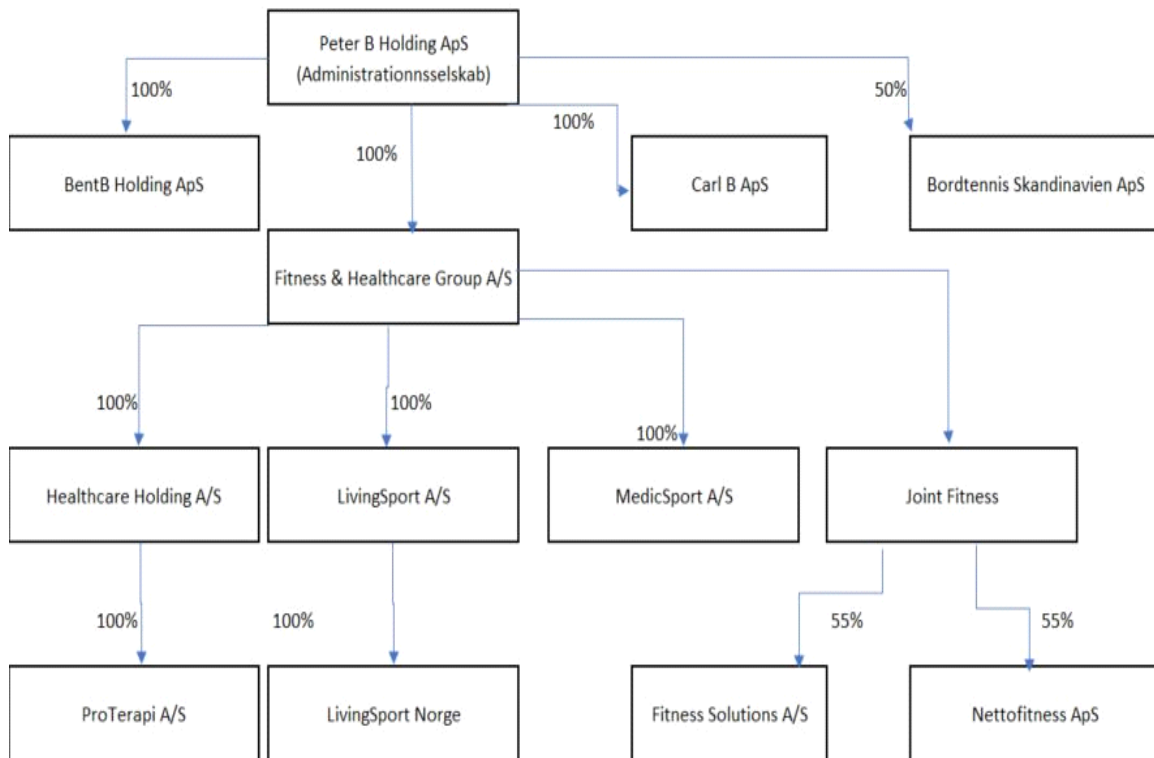 Peter B Holding ApS
(Administrationnsselskab)
100%
50%
100%
100%
BentB Holding ApS
Carl B ApS
Bordtennis Skandinavien ApS
Fitness & Healthcare Group A/S
100%
100%
100%
Healthcare Holding A/S
LivingSport A/S
MedicSport A/S
Joint Fitness
100%
100%
55%
55%
ProTerapi A/S
LivingSport Norge
Fitness Solutions A/S
Nettofitness ApS